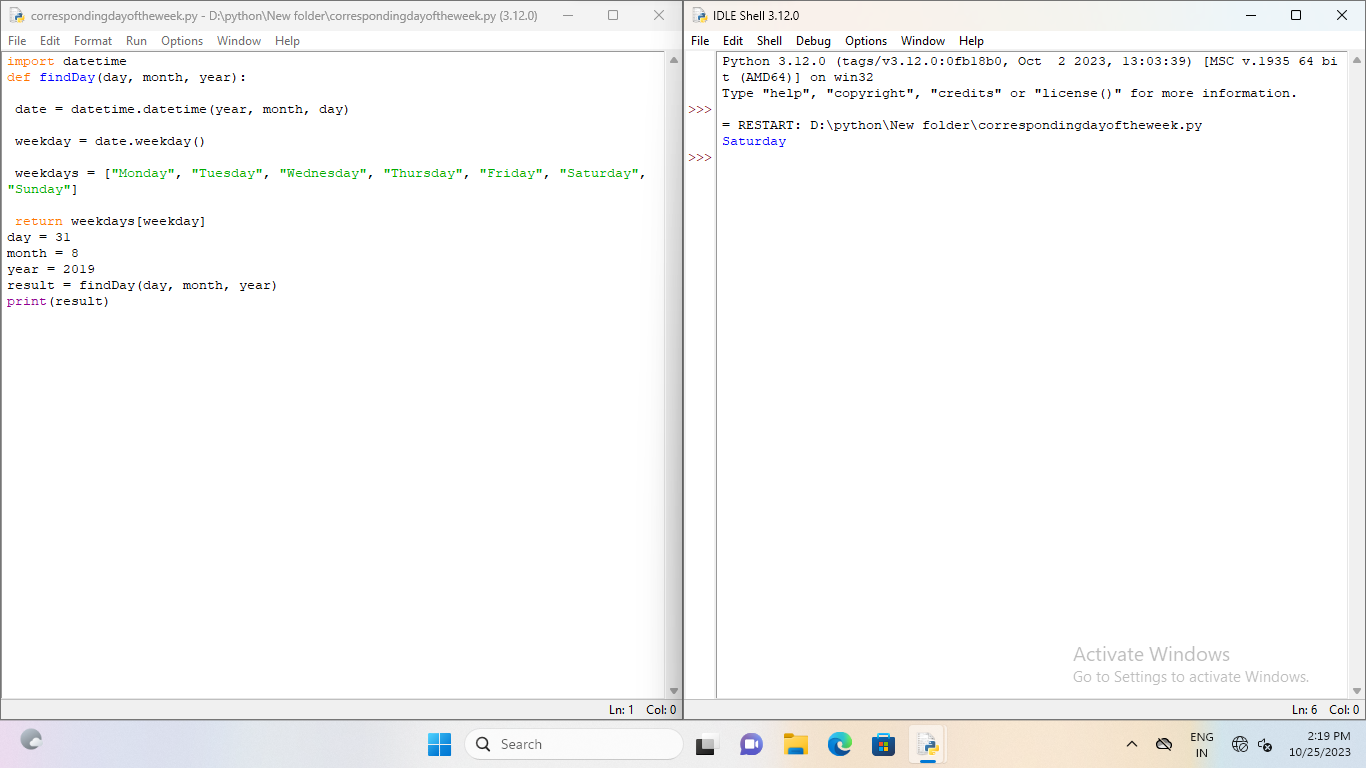 correspondingdayoftheweek.py - D:\python\New folder\correspondingdayoftheweek.py (3.12.0)
File Edit Format Run Options Window Help
import datetime
def findDay(day, month, year):
 date = datetime.datetime(year, month, day)
 weekday = date.weekday()
 weekdays = ["Monday", "Tuesday", "Wednesday", "Thursday", "Friday", "Saturday",
"Sunday"]
 return weekdays[weekday]
day = 31
month = 8
year = 2019
result = findDay(day, month, year)
print(result)
Ln: 1 Col: 0
IDLE Shell 3.12.0
File Edit Shell Debug Options Window Help
Python 3.12.0 (tags/v3.12.0:0fb18b0, Oct  2 2023, 13:03:39) [MSC v.1935 64 bi
t (AMD64)] on win32
Type "help", "copyright", "credits" or "license()" for more information.
>>>
= RESTART: D:\python\New folder\correspondingdayoftheweek.py
Saturday
>>>
Activate Windows
Go to Settings to activate Windows.
Ln: 6 Col: 0
Search
ENG
IN
2:19 PM
10/25/2023